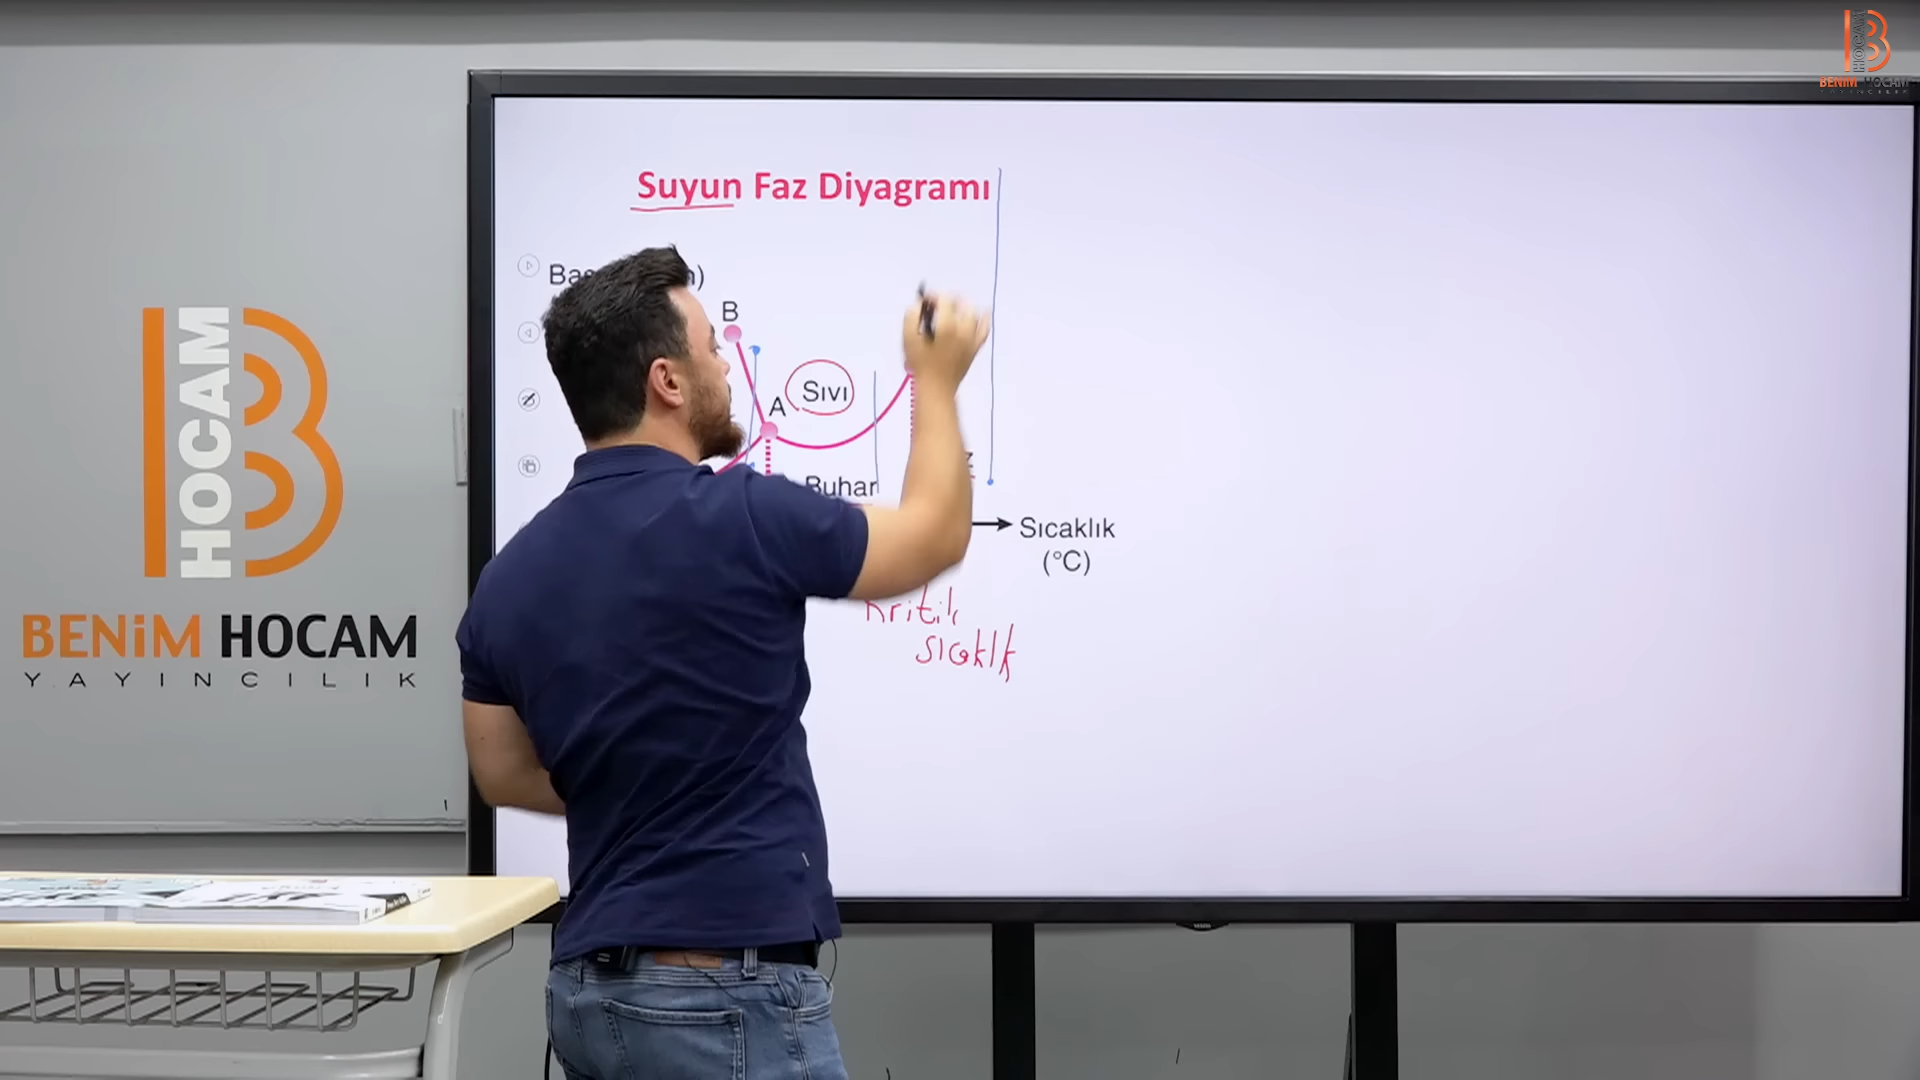 BENİM HOCAM
Suyun Faz Diyagramı
B
A
Sıvı
Buhar
Sıcaklık
(°C)
Kritik
sıcaklık
HOCAM
BENİM HOCAM
YAYINCILIK